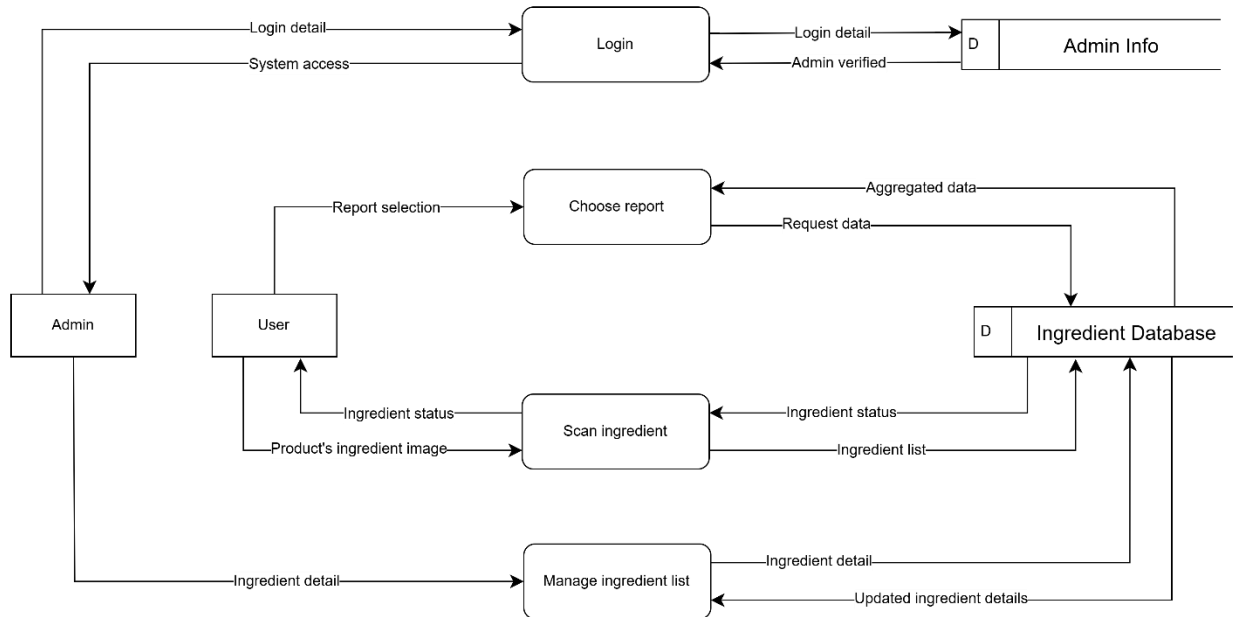 Login detail
Login
Login detail
D
Admin Info
System access
Admin verified
Aggregated data
Report selection
Choose report
Request data
Admin
User
D
Ingredient Database
Ingredient status
Ingredient status
Scan ingredient
Product's ingredient image
Ingredient list
Ingredient detail
Ingredient detail
Manage ingredient list
Updated ingredient details